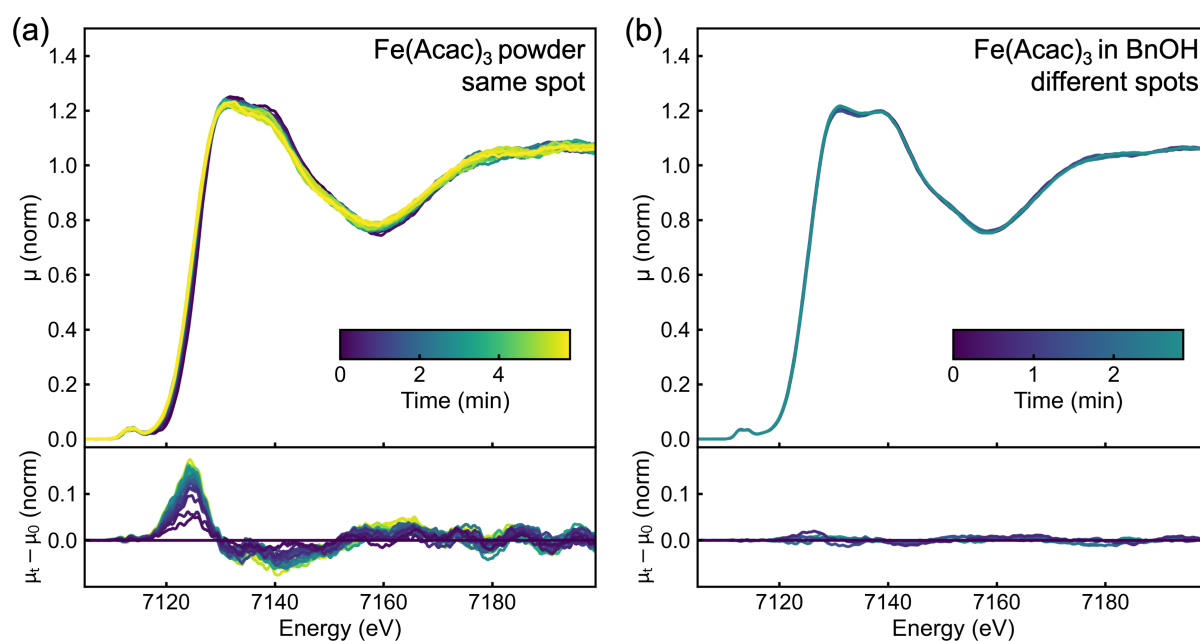 (a)
Fe(Acac)₃ powder
same spot
1.4
1.2
1.0
0.8
0.6
0.4
0.2
0.0
μ (norm)
0 2 4
Time (min)
0.1
0.0
μₜ – μ₀ (norm)
7120 7140 7160 7180
Energy (eV)
(b)
Fe(Acac)₃ in BnOH
different spots
1.4
1.2
1.0
0.8
0.6
0.4
0.2
0.0
μ (norm)
0 1 2
Time (min)
0.1
0.0
μₜ – μ₀ (norm)
7120 7140 7160 7180
Energy (eV)